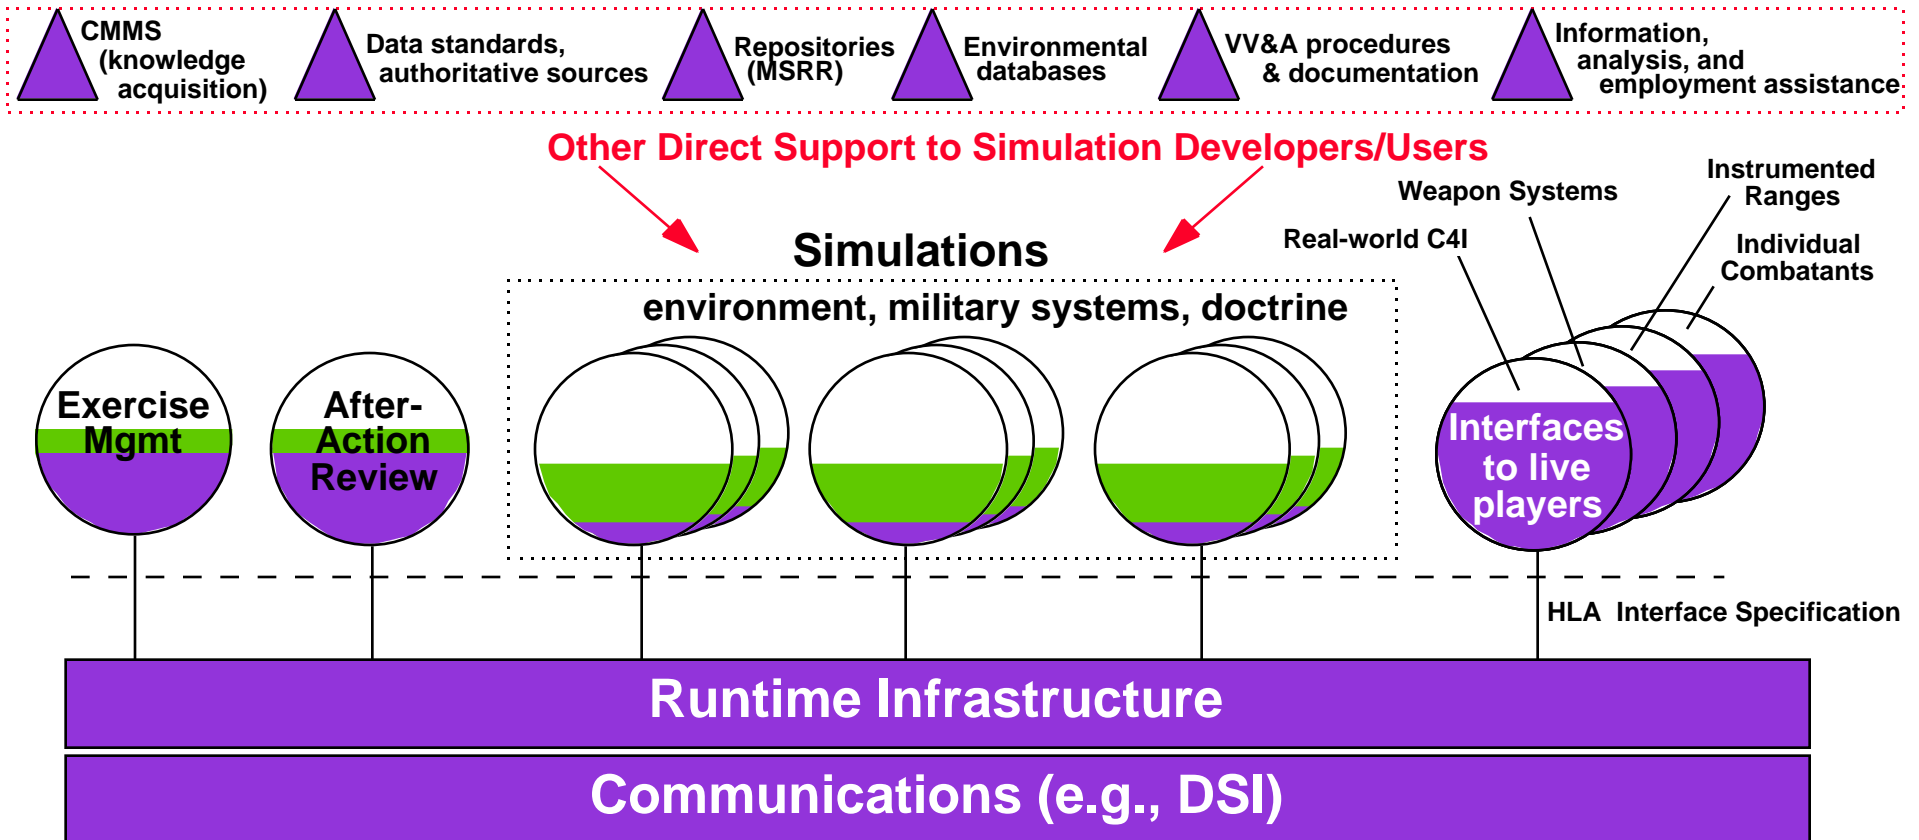 CMMS
(knowledge
acquisition)
Data standards,
authoritative sources
Repositories
(MSRR)
Environmental
databases
VV&A procedures
& documentation
Information,
analysis, and
employment assistance
Other Direct Support to Simulation Developers/Users
Instrumented
Ranges
Weapon Systems
Real-world C4I
Individual
Combatants
Simulations
environment, military systems, doctrine
Exercise
Mgmt
After-
Action
Review
Interfaces
to live
players
HLA Interface Specification
Runtime Infrastructure
Communications (e.g., DSI)